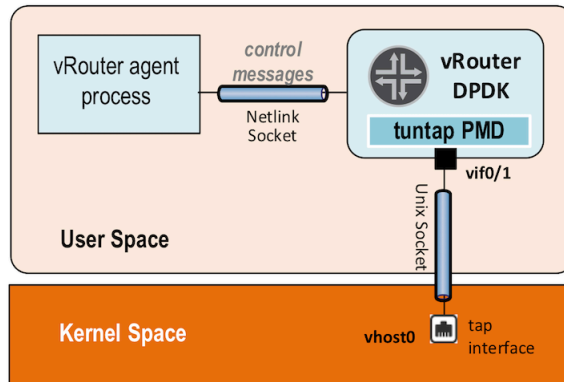 vRouter agent
process
control
messages
Netlink
Socket
vRouter
DPDK
tuntap PMD
vif0/1
Unix Socket
User Space
Kernel Space
vhost0
tap
interface